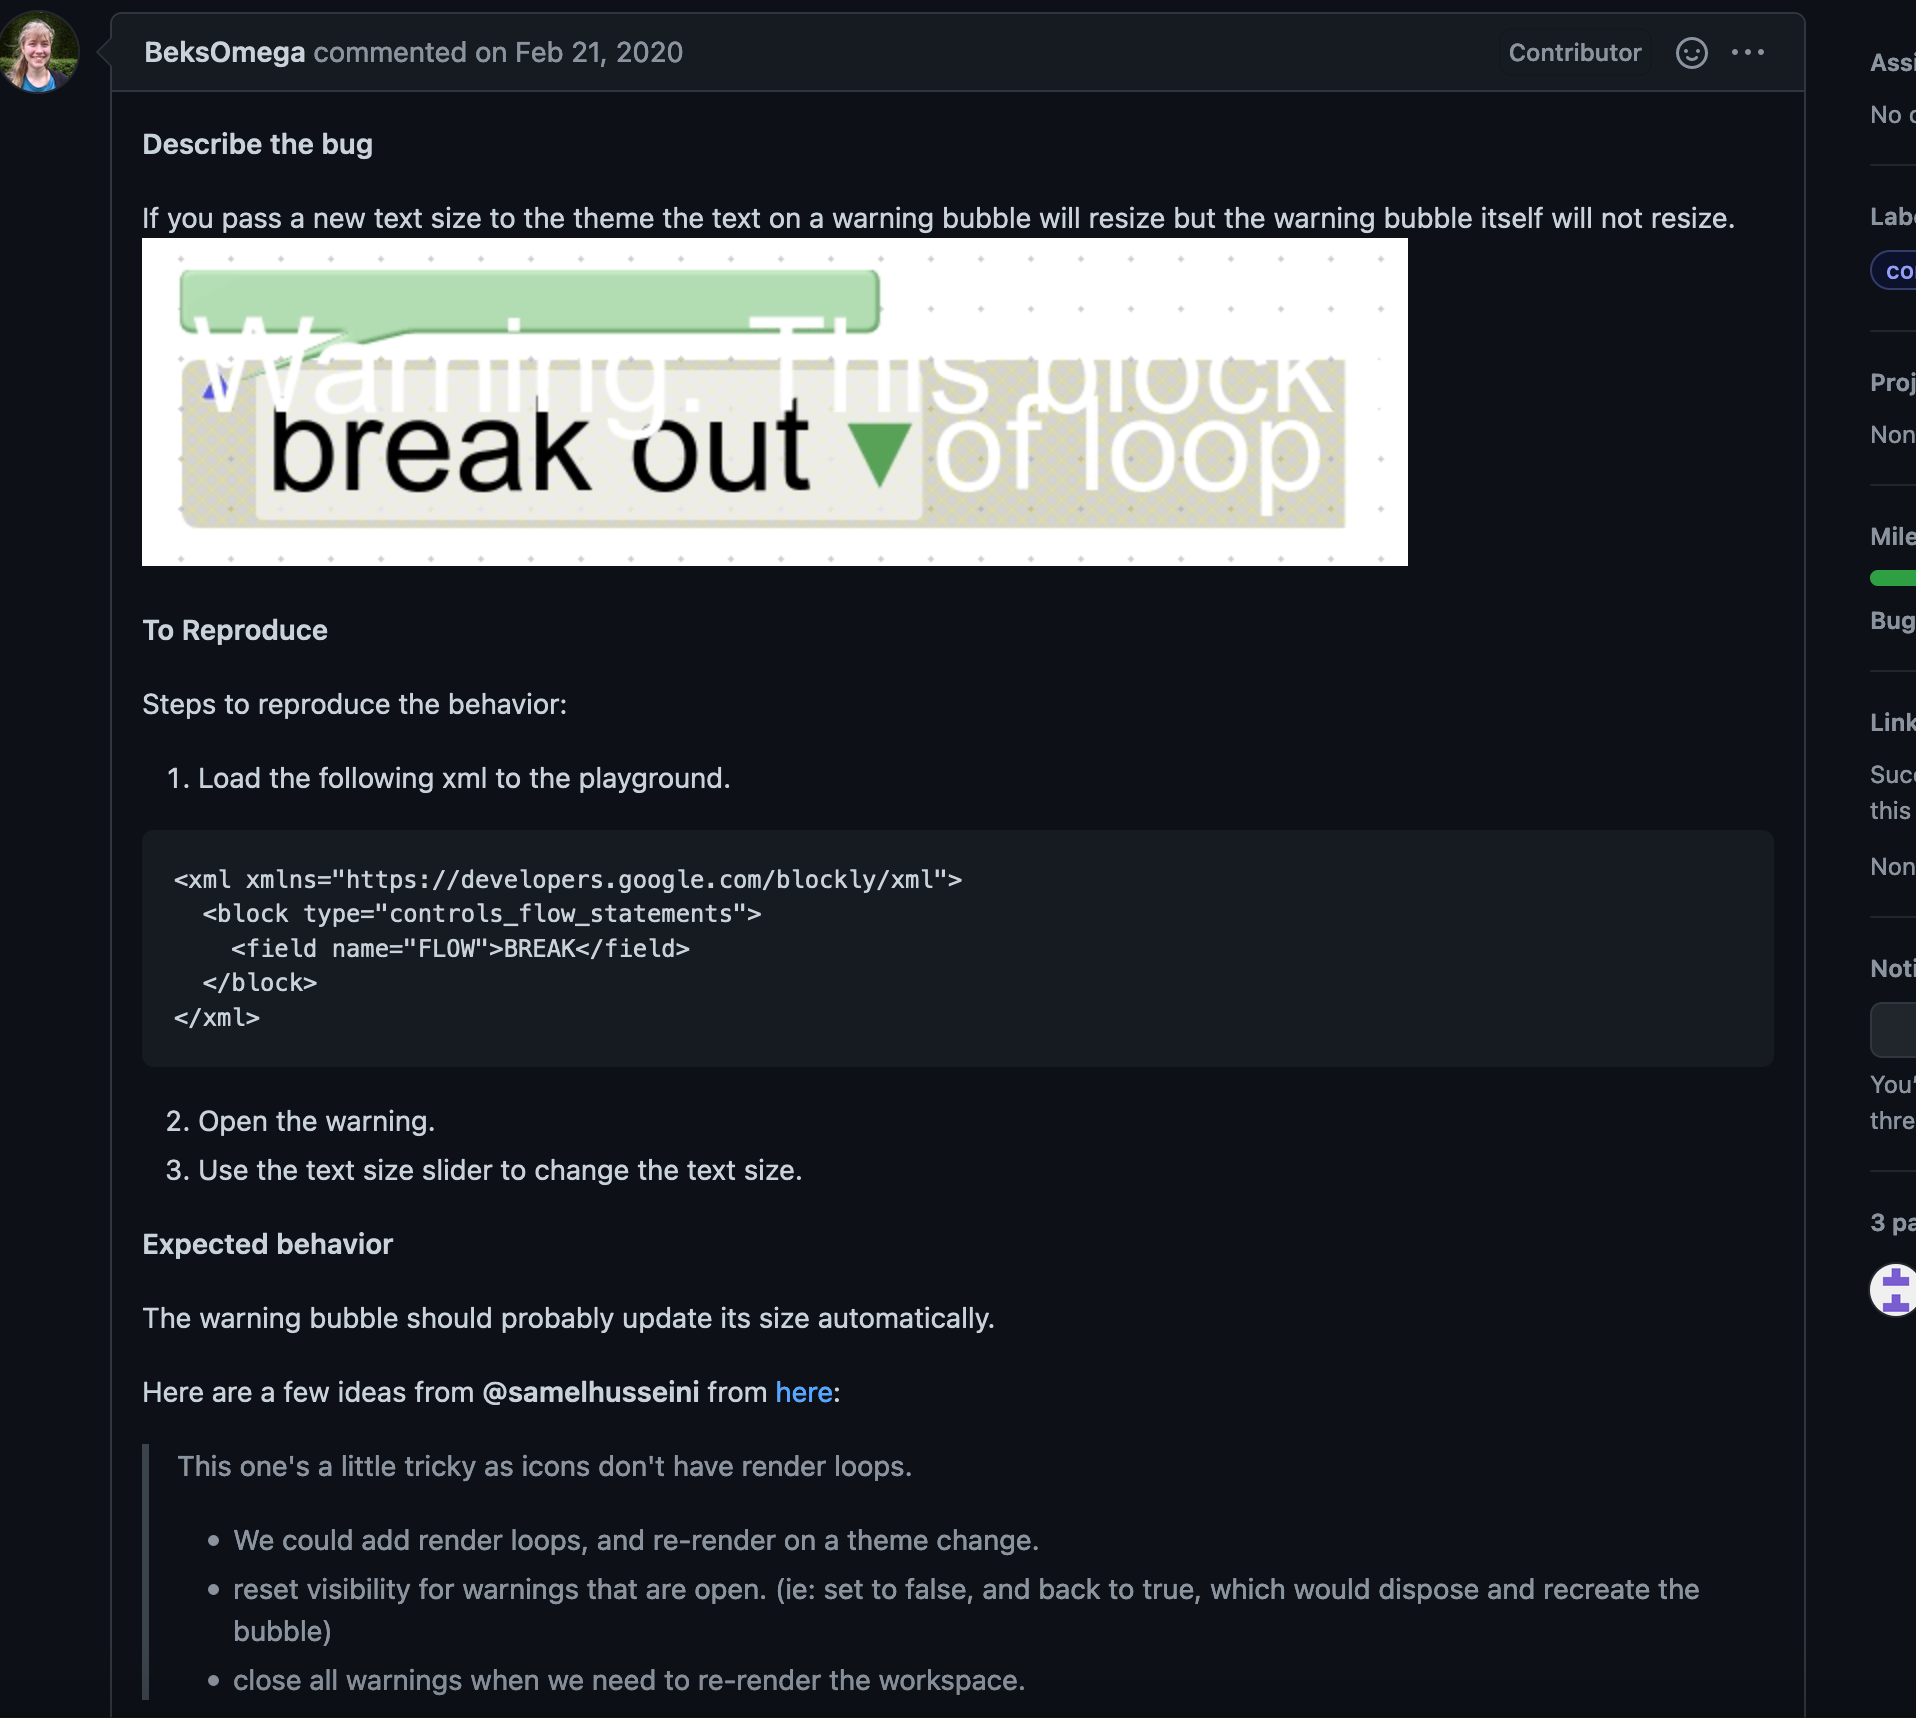 BeksOmega commented on Feb 21, 2020
Contributor
Describe the bug
If you pass a new text size to the theme the text on a warning bubble will resize but the warning bubble itself will not resize.
Warning: This block
break out ▼ of loop
To Reproduce
Steps to reproduce the behavior:
1. Load the following xml to the playground.
<xml xmlns="https://developers.google.com/blockly/xml">
  <block type="controls_flow_statements">
    <field name="FLOW">BREAK</field>
  </block>
</xml>
2. Open the warning.
3. Use the text size slider to change the text size.
Expected behavior
The warning bubble should probably update its size automatically.
Here are a few ideas from @samelhusseini from here:
This one's a little tricky as icons don't have render loops.
• We could add render loops, and re-render on a theme change.
• reset visibility for warnings that are open. (ie: set to false, and back to true, which would dispose and recreate the
bubble)
• close all warnings when we need to re-render the workspace.
Assi
No
Lab
co
Proj
Non
Mile
Bug
Link
Suc
this
Non
Noti
You'
thre
3 pa